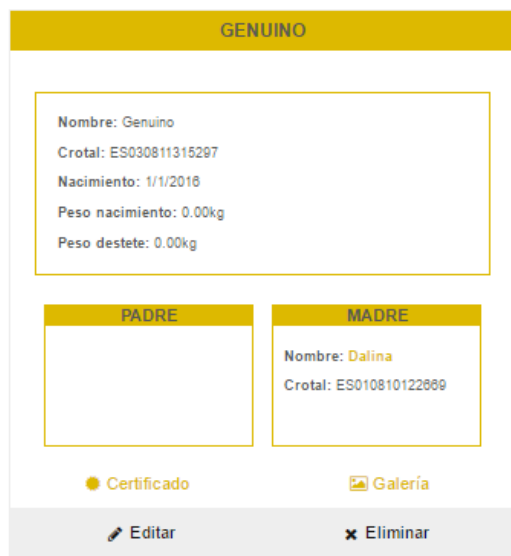 GENUINO
Nombre: Genuino
Crotal: ES030811315297
Nacimiento: 1/1/2016
Peso nacimiento: 0.00kg
Peso destete: 0.00kg
PADRE
MADRE
Nombre: Dalina
Crotal: ES010810122669
Certificado
Galería
Editar
Eliminar